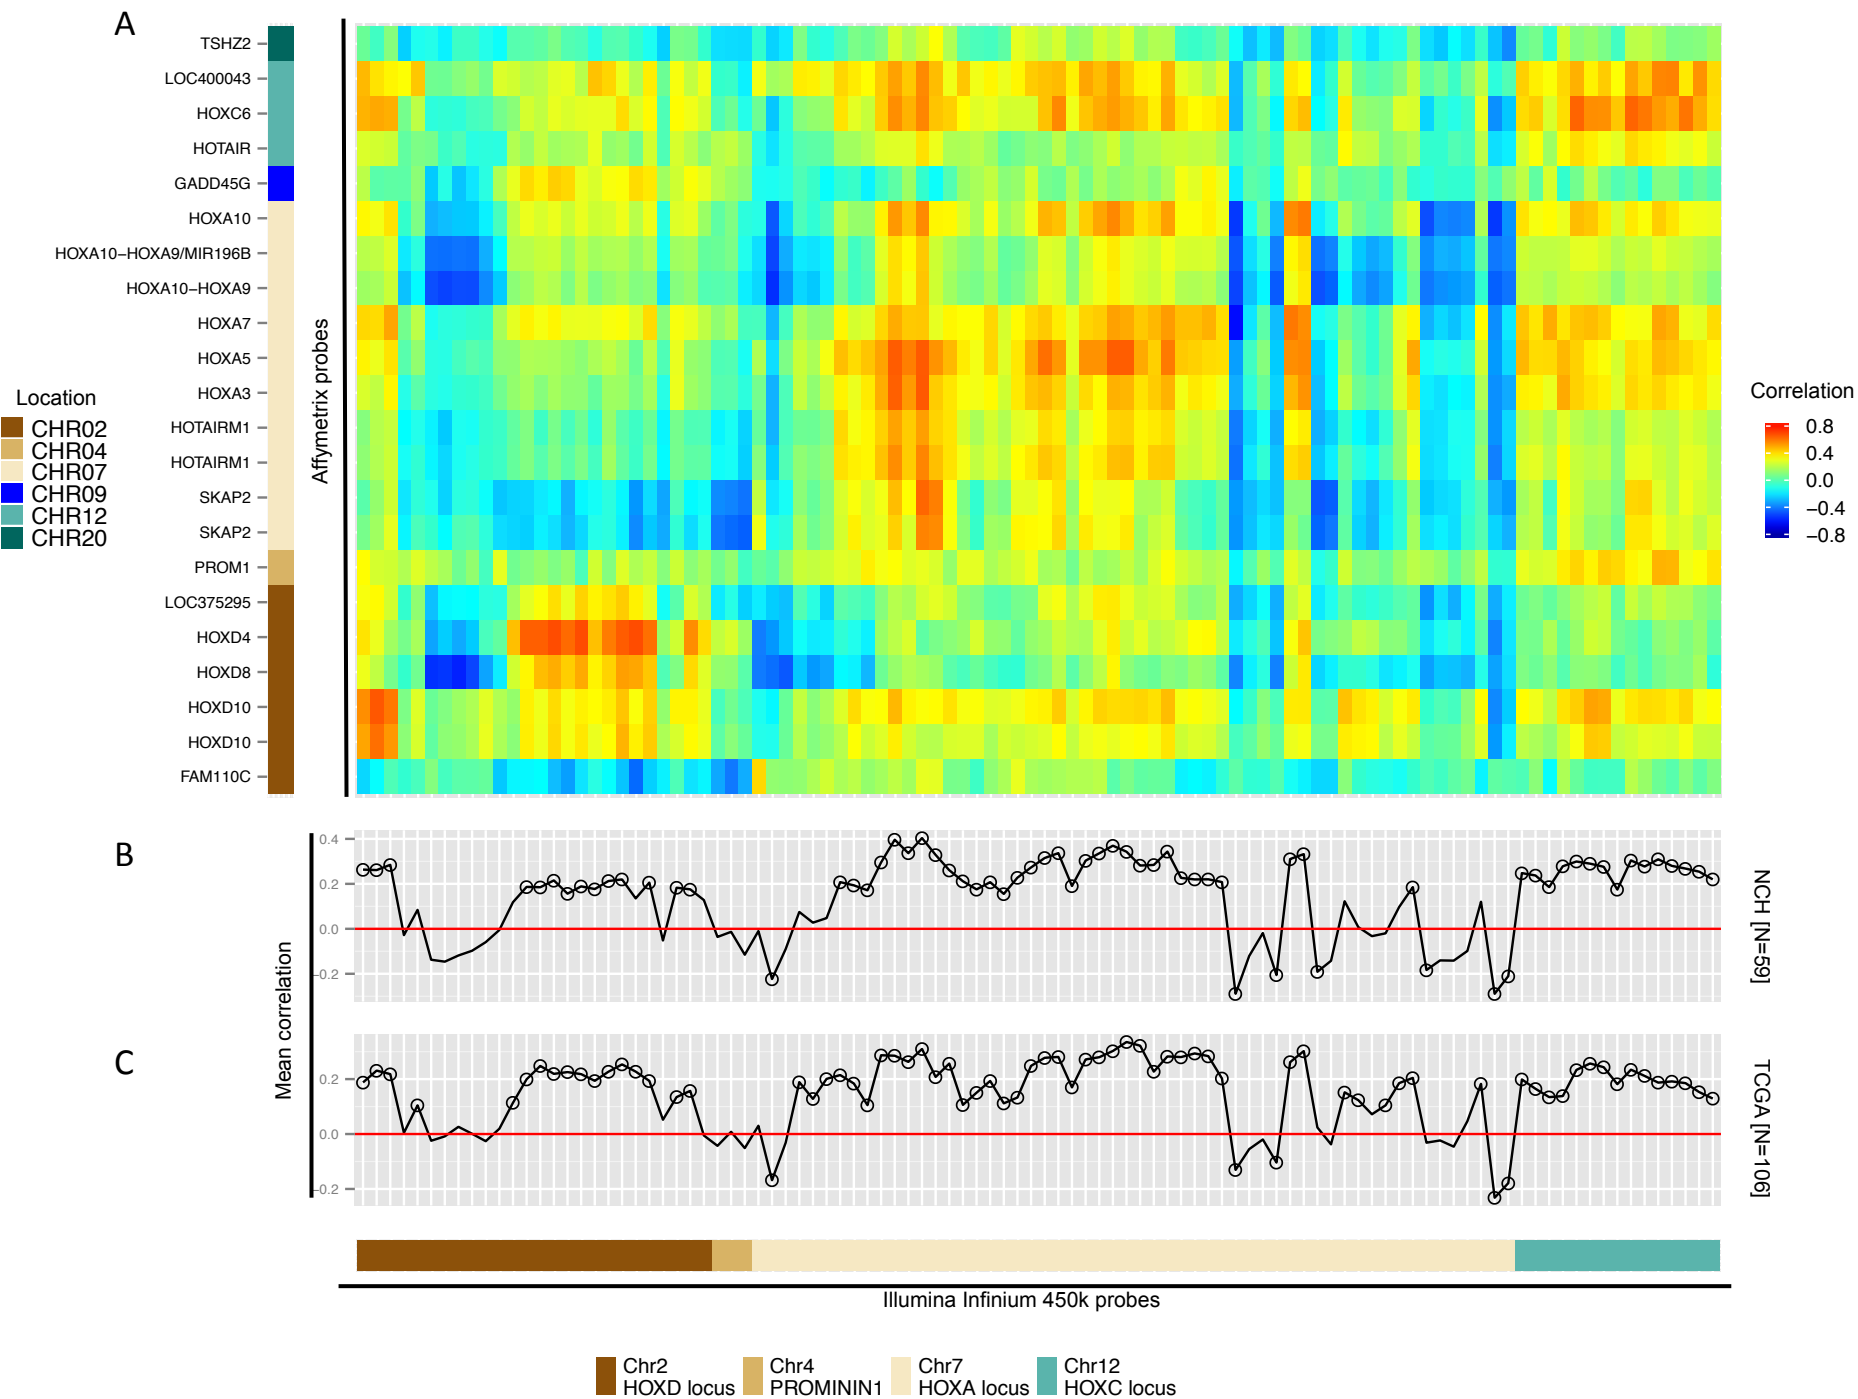 A
TSHZ2
LOC400043
HOXC6
HOTAIR
GADD45G
HOXA10
HOXA10−HOXA9/MIR196B
HOXA10−HOXA9
HOXA7
HOXA5
HOXA3
HOTAIRM1
HOTAIRM1
SKAP2
SKAP2
PROM1
LOC375295
HOXD4
HOXD8
HOXD10
HOXD10
FAM110C
Affymetrix probes
Location
CHR02
CHR04
CHR07
CHR09
CHR12
CHR20
Correlation
0.8
0.4
0.0
−0.4
−0.8
B
0.4
0.2
0.0
−0.2
NCH [N=59]
Mean correlation
C
0.2
0.0
−0.2
TCGA [N=106]
Illumina Infinium 450k probes
Chr2
HOXD locus
Chr4
PROMININ1
Chr7
HOXA locus
Chr12
HOXC locus